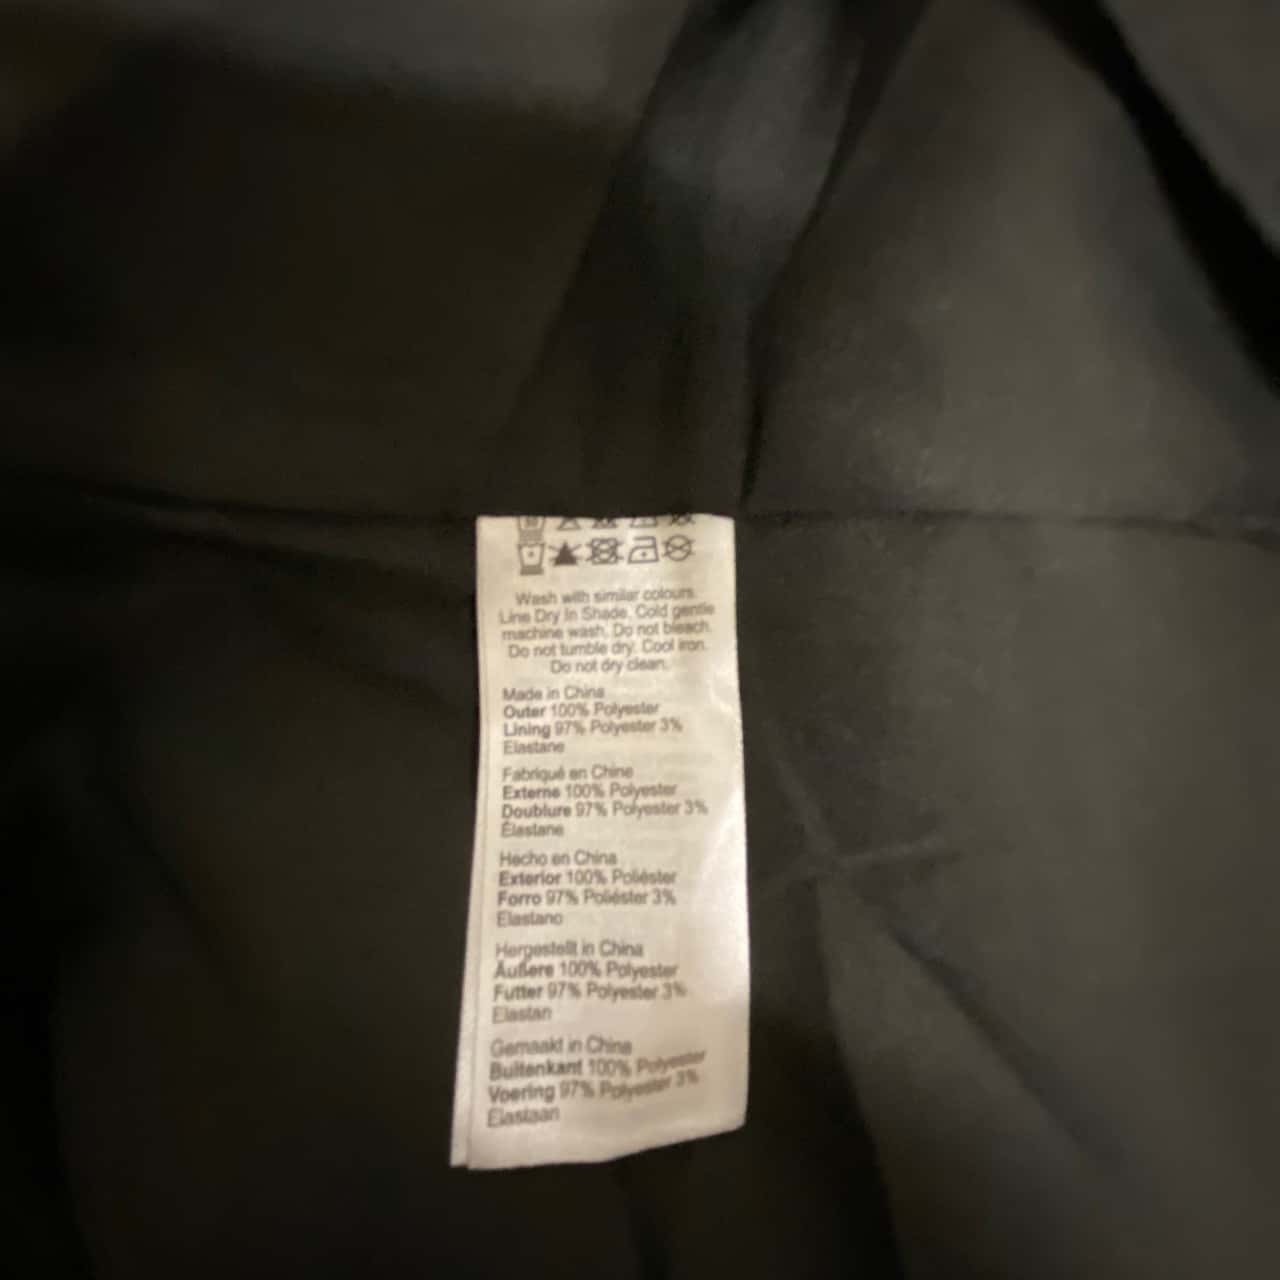 Wash with similar colours.
Line Dry In Shade. Cold gentle
machine wash. Do not bleach.
Do not tumble dry. Cool iron.
Do not dry clean.
Made in China
Outer 100% Polyester
Lining 97% Polyester 3%
Elastane
Fabriqué en Chine
Externe 100% Polyester
Doublure 97% Polyester 3%
Élastane
Hecho en China
Exterior 100% Poliéster
Forro 97% Poliéster 3%
Elastano
Hergestellt in China
Äußere 100% Polyester
Futter 97% Polyester 3%
Elastan
Gemaakt in China
Buitenkant 100% Polyester
Voering 97% Polyester 3%
Elastaan